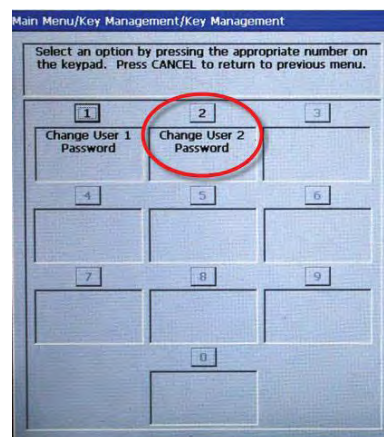 Main Menu/Key Management/Key Management
Select an option by pressing the appropriate number on
the keypad. Press CANCEL to return to previous menu.
1
2
3
Change User 1
Password
Change User 2
Password
4
5
6
7
8
9
0